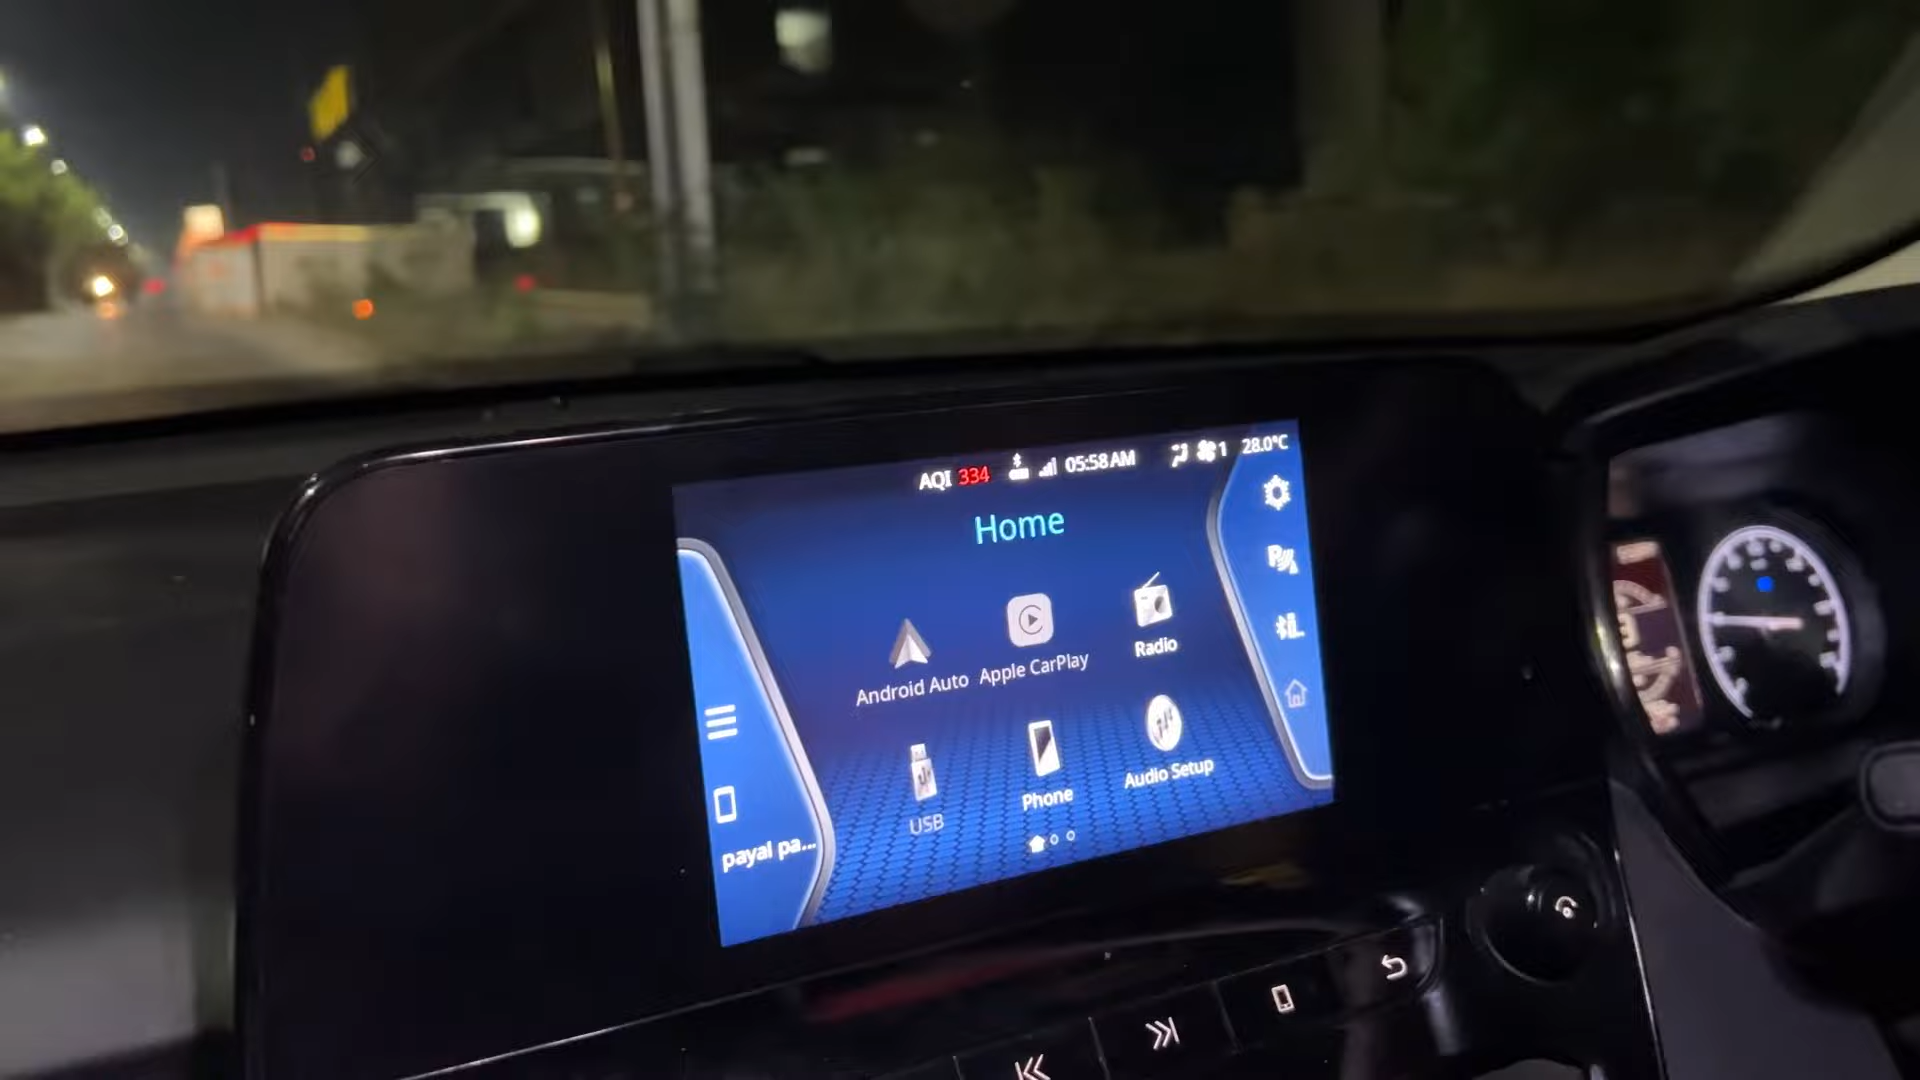 AQI 334 05:58 AM 1 28.0°C
Home
Android Auto Apple CarPlay Radio
USB Phone Audio Setup
payal pa...